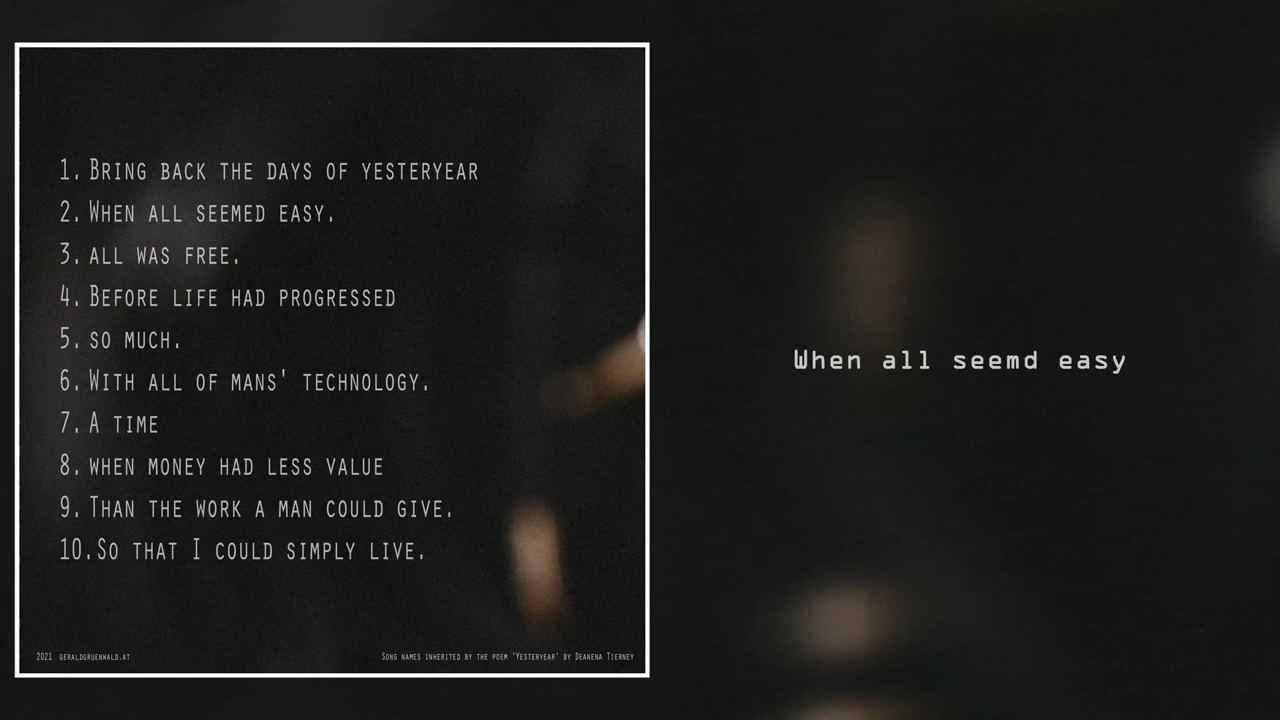 1. Bring back the days of yesteryear
2. When all seemed easy.
3. all was free.
4. Before life had progressed
5. so much.
6. With all of mans' technology.
7. A time
8. when money had less value
9. Than the work a man could give.
10. So that I could simply live.
2021 geraldgruenwald.at
Song names inherited by the poem 'Yesteryear' by Deanena Tierney
When all seemd easy